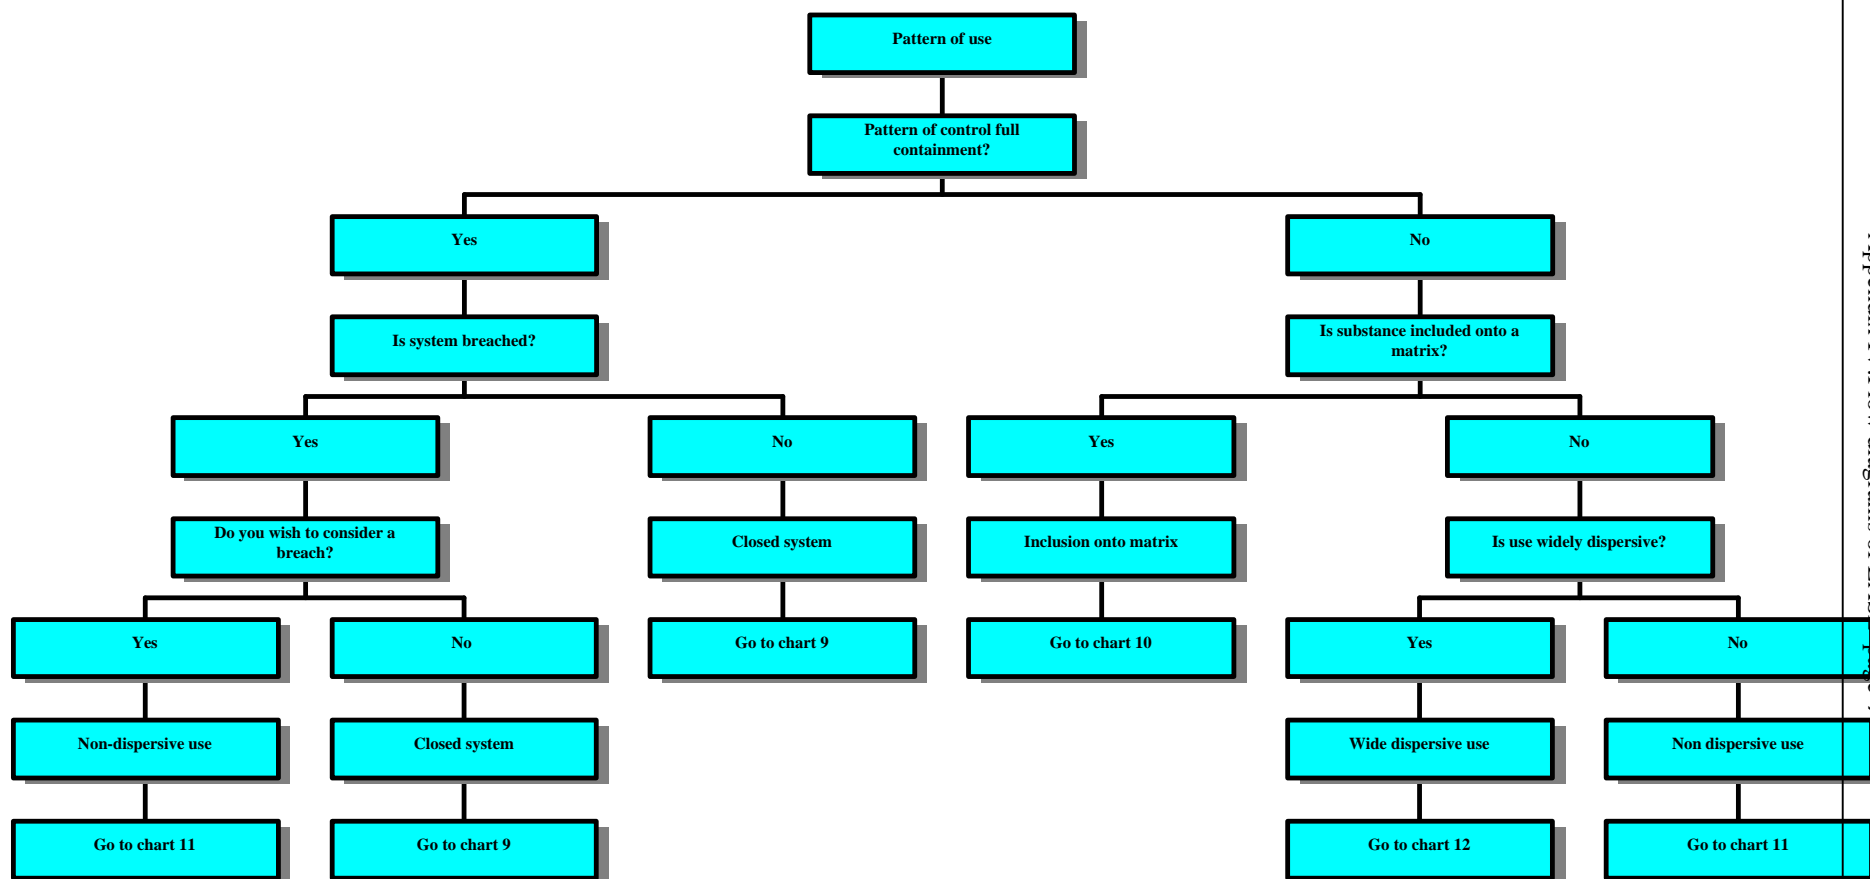 Pattern of use
Pattern of control full
containment?
Yes
No
Is system breached?
Is substance included onto a
matrix?
Yes
No
Yes
No
Do you wish to consider a
breach?
Closed system
Inclusion onto matrix
Is use widely dispersive?
Yes
No
Go to chart 9
Go to chart 10
Yes
No
Non-dispersive use
Closed system
Wide dispersive use
Non dispersive use
Go to chart 11
Go to chart 9
Go to chart 12
Go to chart 11